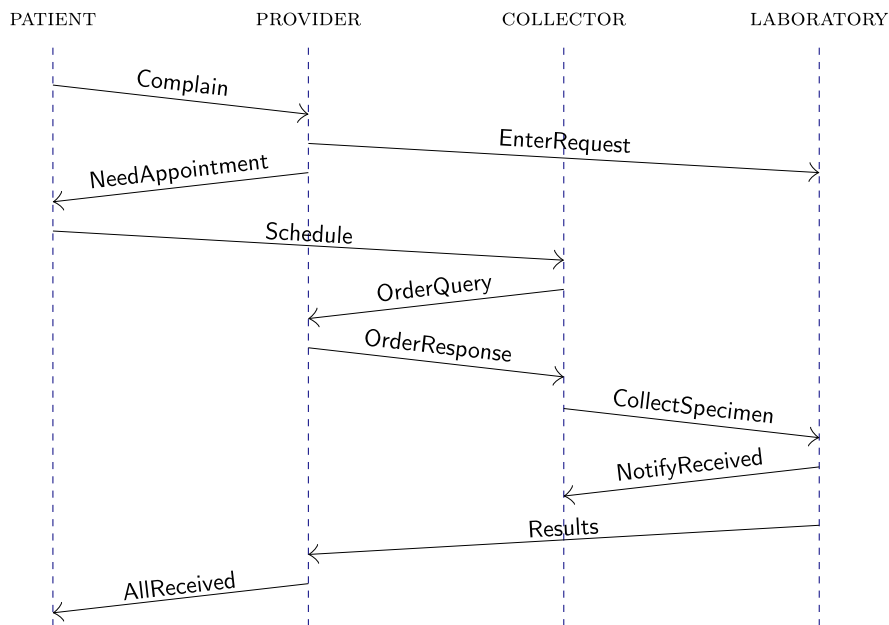 PATIENT PROVIDER COLLECTOR LABORATORY
Complain
EnterRequest
NeedAppointment
Schedule
OrderQuery
OrderResponse
CollectSpecimen
NotifyReceived
Results
AllReceived